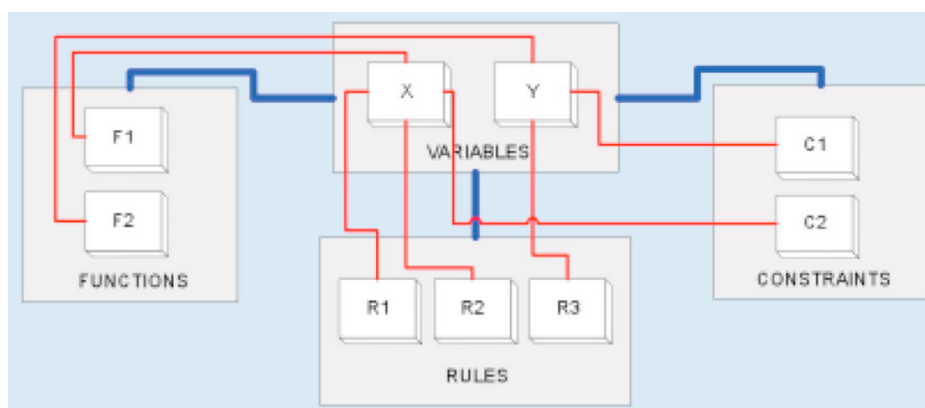 X
Y
VARIABLES
F1
F2
FUNCTIONS
C1
C2
CONSTRAINTS
R1
R2
R3
RULES